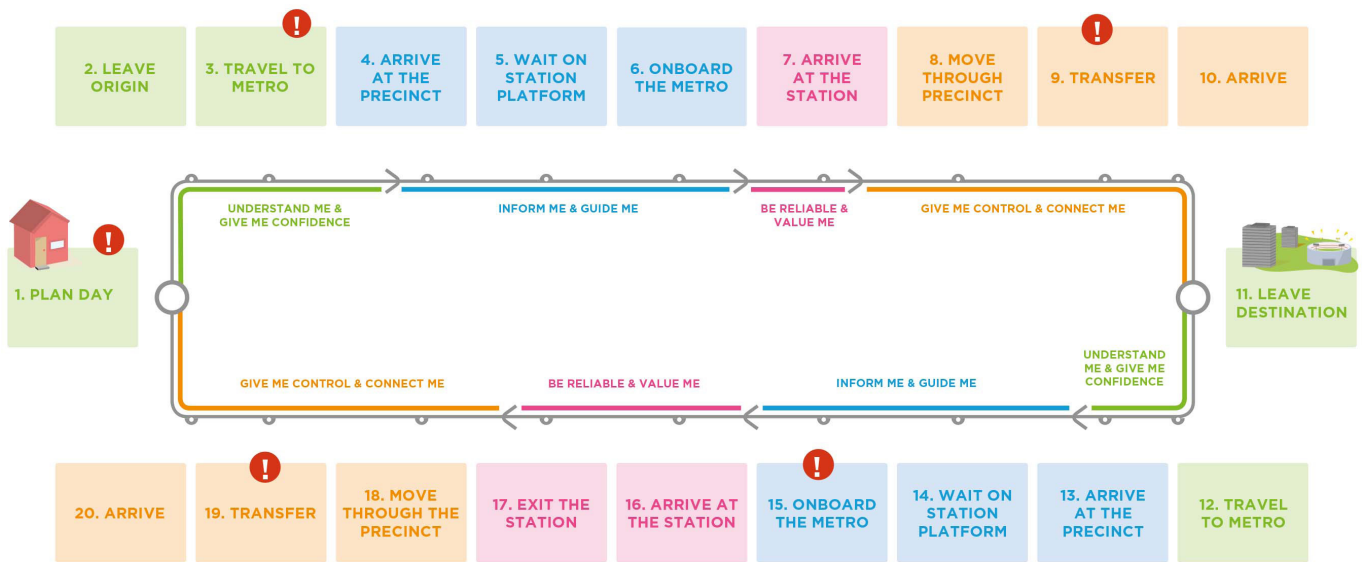 !
!
2. LEAVE
ORIGIN
3. TRAVEL TO
METRO
4. ARRIVE
AT THE
PRECINCT
5. WAIT ON
STATION
PLATFORM
6. ONBOARD
THE METRO
7. ARRIVE
AT THE
STATION
8. MOVE
THROUGH
PRECINCT
9. TRANSFER
10. ARRIVE
UNDERSTAND ME &
GIVE ME CONFIDENCE
INFORM ME & GUIDE ME
BE RELIABLE &
VALUE ME
GIVE ME CONTROL & CONNECT ME
!
1. PLAN DAY
11. LEAVE
DESTINATION
GIVE ME CONTROL & CONNECT ME
BE RELIABLE & VALUE ME
INFORM ME & GUIDE ME
UNDERSTAND
ME & GIVE ME
CONFIDENCE
!
!
20. ARRIVE
19. TRANSFER
18. MOVE
THROUGH THE
PRECINCT
17. EXIT THE
STATION
16. ARRIVE AT
THE STATION
15. ONBOARD
THE METRO
14. WAIT ON
STATION
PLATFORM
13. ARRIVE
AT THE
PRECINCT
12. TRAVEL
TO METRO